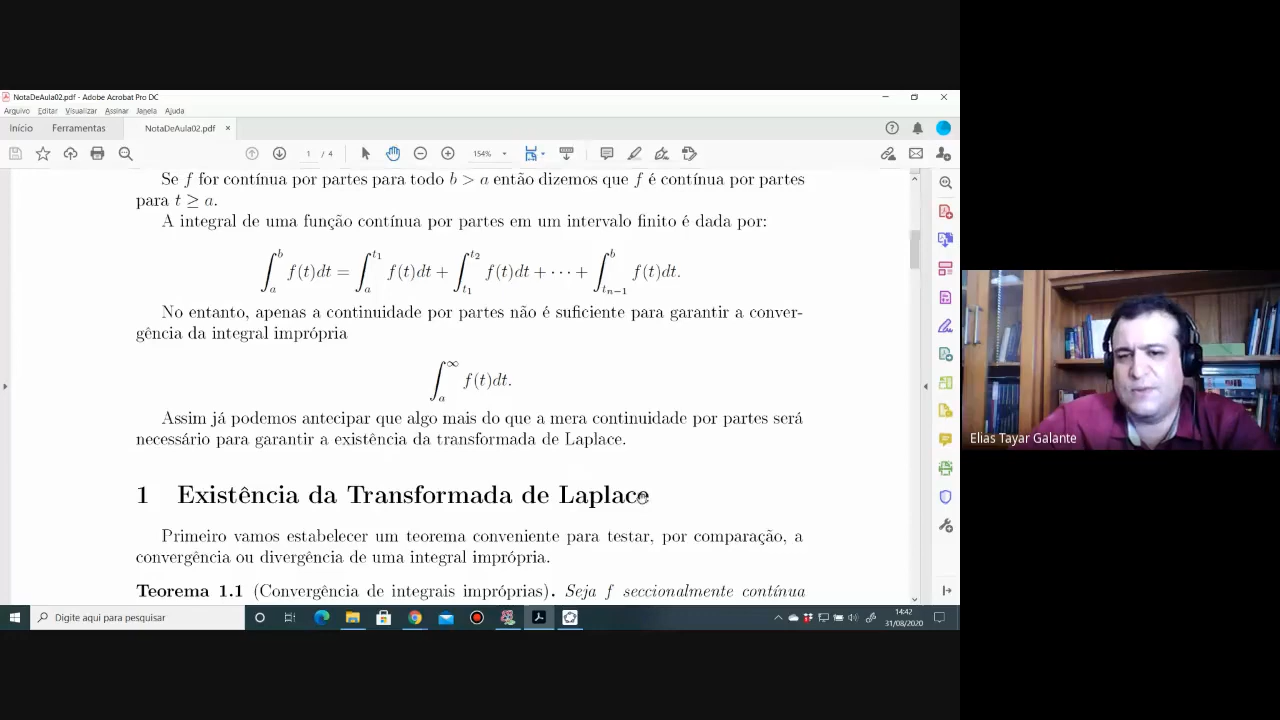 NotaDeAula02.pdf - Adobe Acrobat Pro DC
Arquivo Editar Visualizar Assinar Janela Ajuda
Início Ferramentas NotaDeAula02.pdf ×
1 / 4 154%
Se f for contínua por partes para todo b > a então dizemos que f é contínua por partes
para t ≥ a.
A integral de uma função contínua por partes em um intervalo finito é dada por:
∫_a^b f(t)dt = ∫_a^{t_1} f(t)dt + ∫_{t_1}^{t_2} f(t)dt + ⋯ + ∫_{t_{n−1}}^b f(t)dt.
No entanto, apenas a continuidade por partes não é suficiente para garantir a conver-
gência da integral imprópria
∫_a^∞ f(t)dt.
Assim já podemos antecipar que algo mais do que a mera continuidade por partes será
necessário para garantir a existência da transformada de Laplace.
1 Existência da Transformada de Laplace
Primeiro vamos estabelecer um teorema conveniente para testar, por comparação, a
convergência ou divergência de uma integral imprópria.
Teorema 1.1 (Convergência de integrais impróprias). Seja f seccionalmente contínua
Elias Tayar Galante
Digite aqui para pesquisar
14:42
31/08/2020